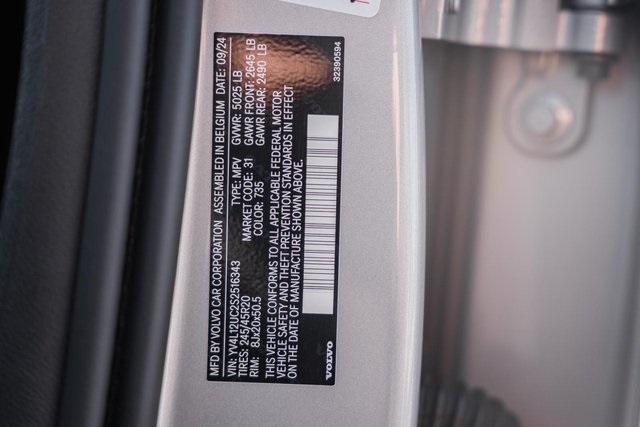 MFD BY VOLVO CAR CORPORATION ASSEMBLED IN BELGIUM DATE: 09/24
VIN: YV4L12UC2S2516343 TYPE: MPV GVWR: 5025 LB
TIRES: 245/45R20 MARKET CODE: 31 GAWR FRONT: 2645 LB
RIM: 8Jx20x50.5 COLOR: 735 GAWR REAR: 2490 LB
THIS VEHICLE CONFORMS TO ALL APPLICABLE FEDERAL MOTOR
VEHICLE SAFETY AND THEFT PREVENTION STANDARDS IN EFFECT
ON THE DATE OF MANUFACTURE SHOWN ABOVE.
VOLVO 32390594